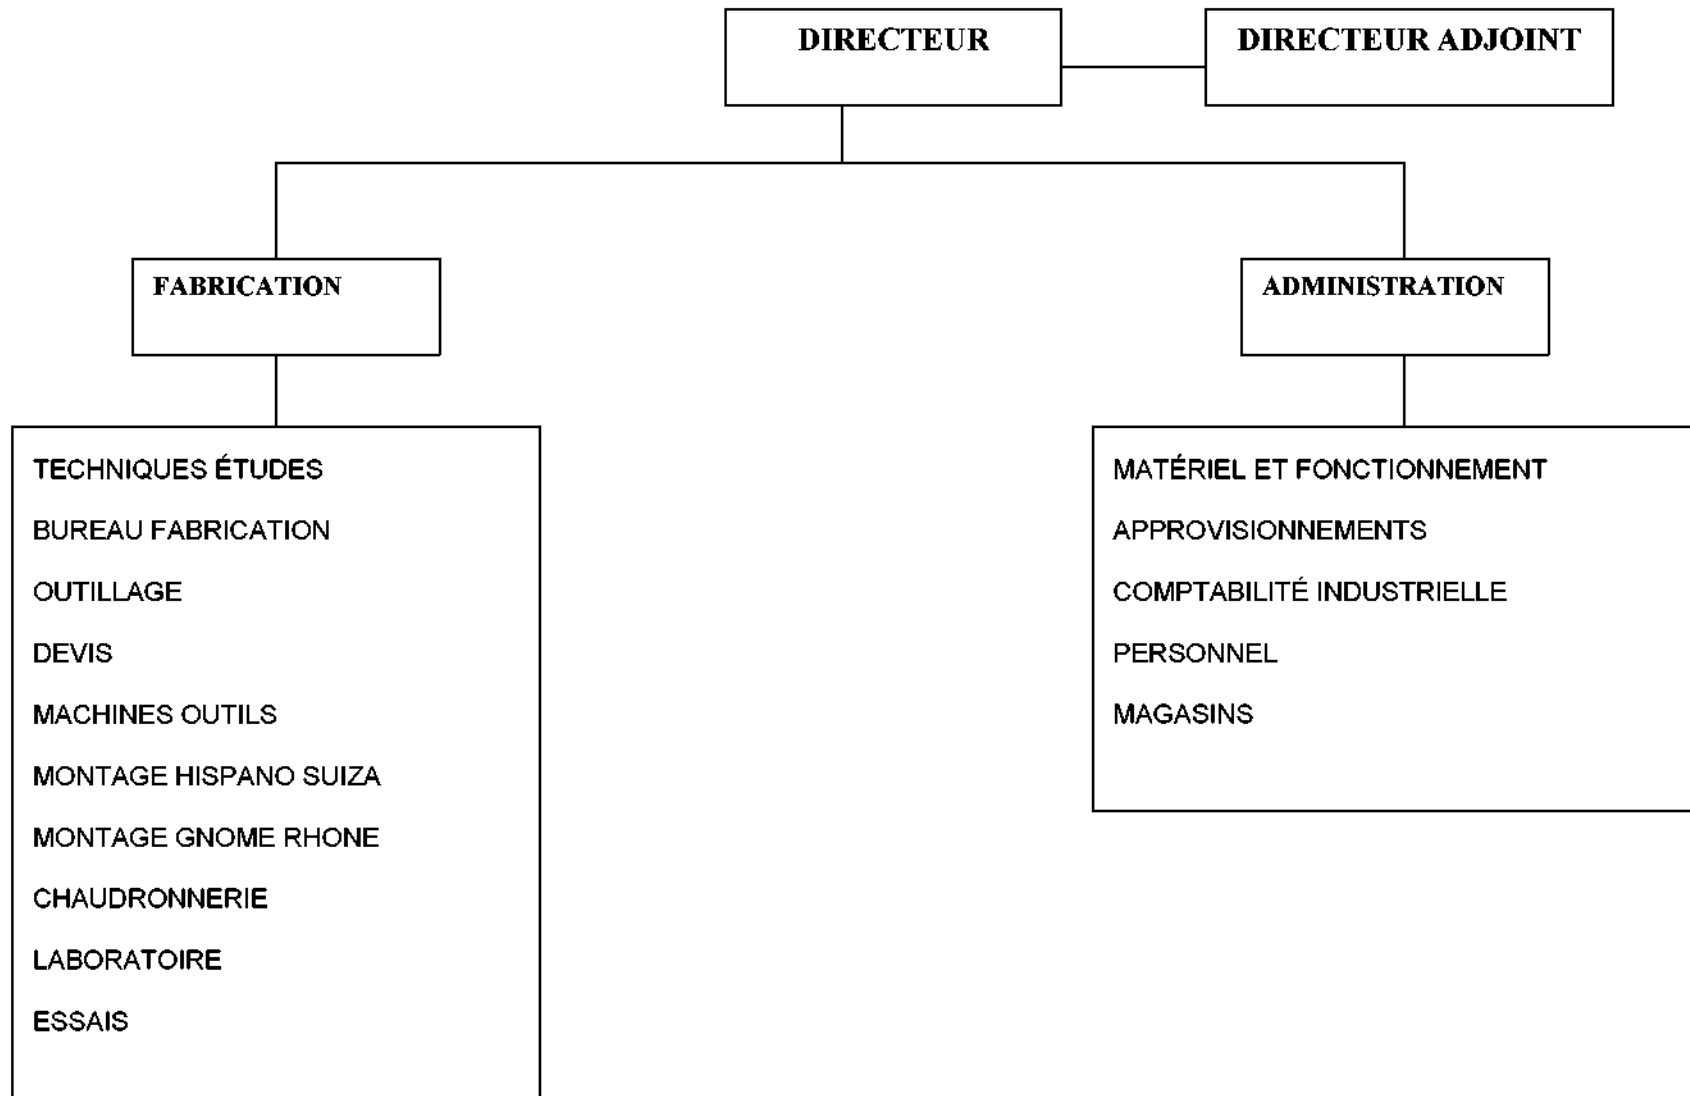 DIRECTEUR
DIRECTEUR ADJOINT
FABRICATION
ADMINISTRATION
TECHNIQUES ÉTUDES
BUREAU FABRICATION
OUTILLAGE
DEVIS
MACHINES OUTILS
MONTAGE HISPANO SUIZA
MONTAGE GNOME RHONE
CHAUDRONNERIE
LABORATOIRE
ESSAIS
MATÉRIEL ET FONCTIONNEMENT
APPROVISIONNEMENTS
COMPTABILITÉ INDUSTRIELLE
PERSONNEL
MAGASINS